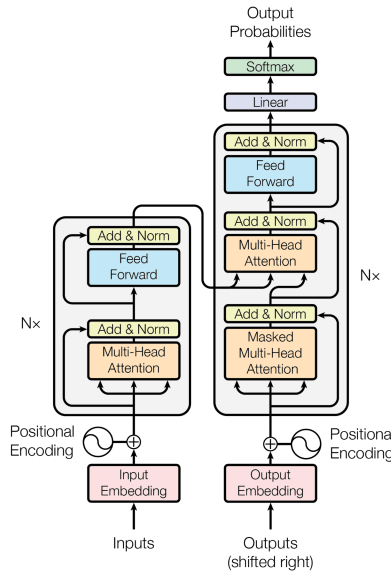 Output
Probabilities
Softmax
Linear
Add & Norm
Feed
Forward
Add & Norm
Multi-Head
Attention
Add & Norm
Masked
Multi-Head
Attention
Nx
Add & Norm
Feed
Forward
Add & Norm
Multi-Head
Attention
N×
Positional
Encoding
Positional
Encoding
Input
Embedding
Output
Embedding
Inputs
Outputs
(shifted right)